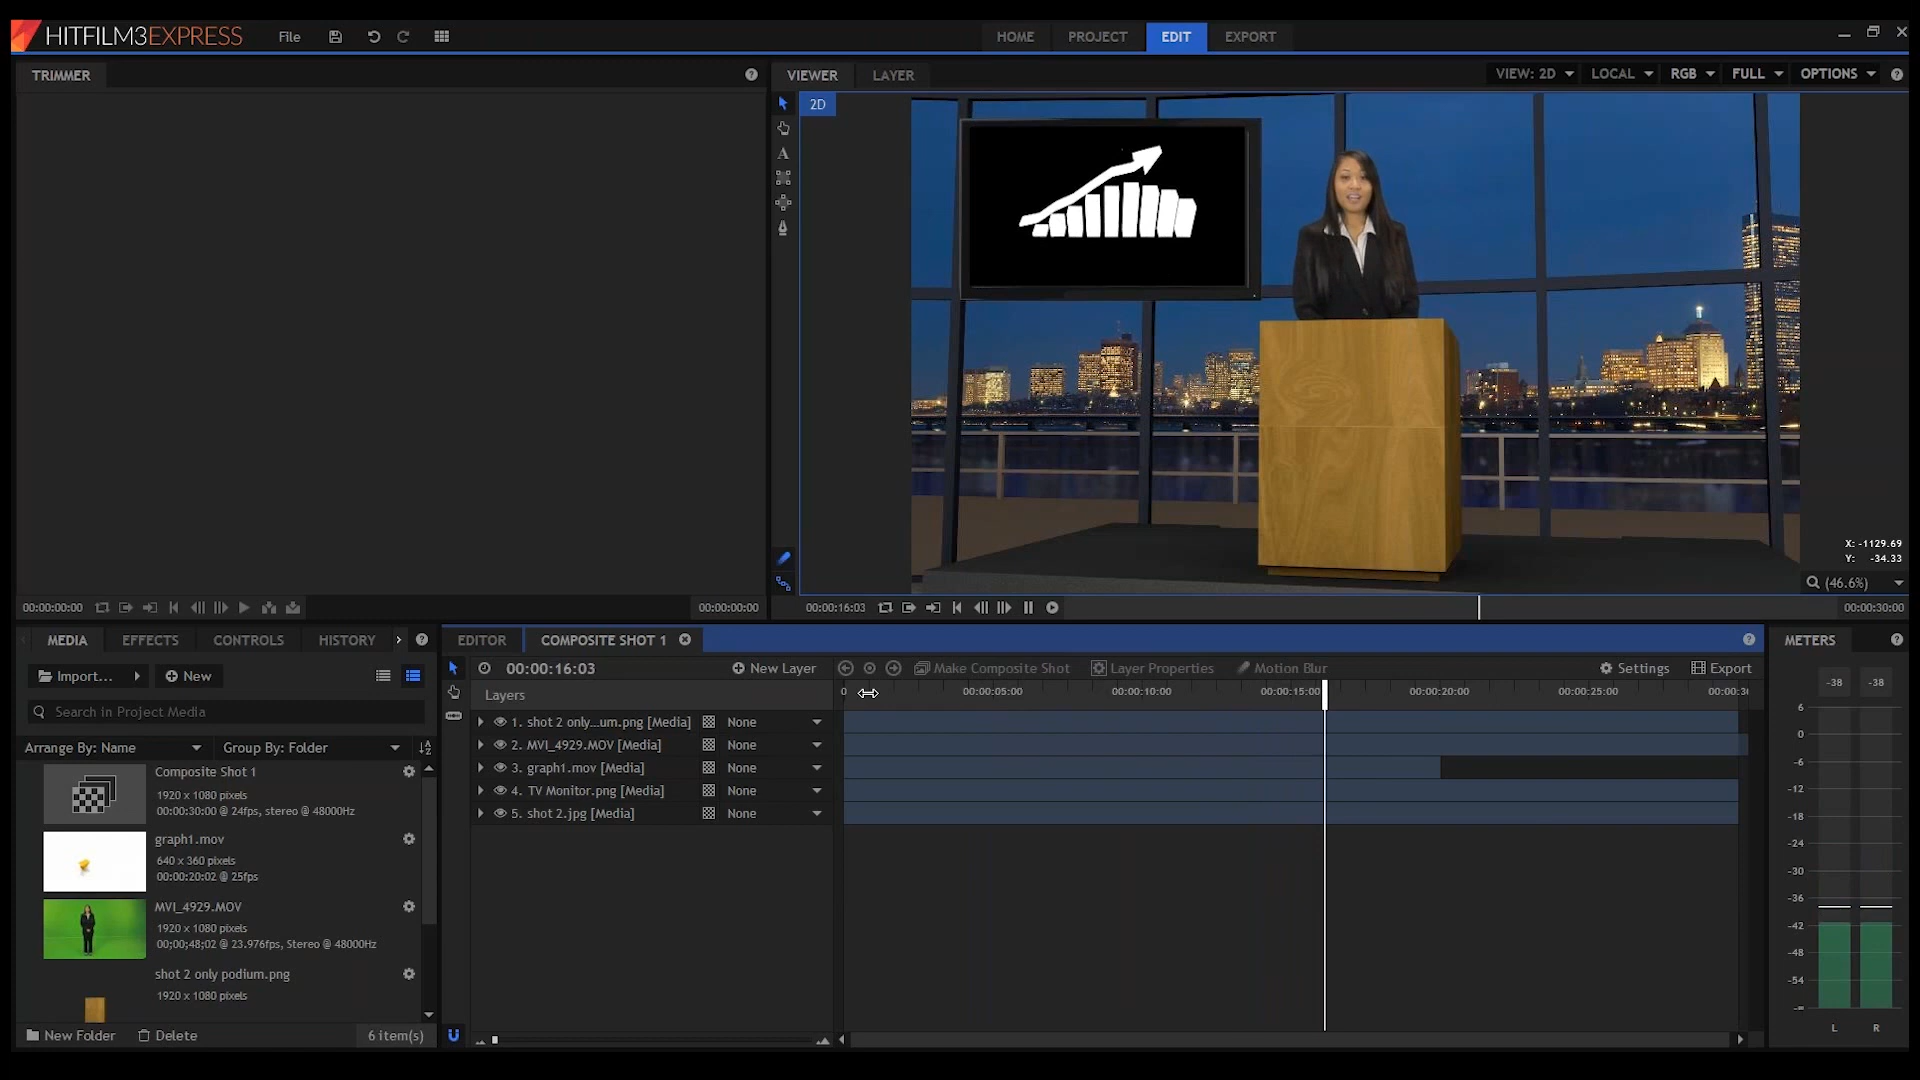 HITFILM3EXPRESS
File
HOME
PROJECT
EDIT
EXPORT
TRIMMER
VIEWER
LAYER
VIEW: 2D
LOCAL
RGB
FULL
OPTIONS
2D
A
X: -1129.69
Y: -34.33
(46.6%)
00:00:00:00
00:00:00:00
00:00:16:03
00:00:30:00
MEDIA
EFFECTS
CONTROLS
HISTORY
EDITOR
COMPOSITE SHOT 1
METERS
Import...
New
00:00:16:03
New Layer
Make Composite Shot
Layer Properties
Motion Blur
Settings
Export
Layers
0
00:00:05:00
00:00:10:00
00:00:15:00
00:00:20:00
00:00:25:00
Search in Project Media
Arrange By: Name
Group By: Folder
1. shot 2 only...um.png [Media]
None
2. MVI_4929.MOV [Media]
None
3. graph1.mov [Media]
None
4. TV Monitor.png [Media]
None
5. shot 2.jpg [Media]
None
Composite Shot 1
1920 x 1080 pixels
00:00:30:00 @ 24fps, stereo @ 48000Hz
graph1.mov
640 x 360 pixels
00:00:20:02 @ 25fps
MVI_4929.MOV
1920 x 1080 pixels
00;00;48;02 @ 23.976fps, Stereo @ 48000Hz
shot 2 only podium.png
1920 x 1080 pixels
New Folder
Delete
6 item(s)
-38
-38
6
0
-6
-12
-18
-24
-30
-36
-42
-48
-54
-∞
L
R